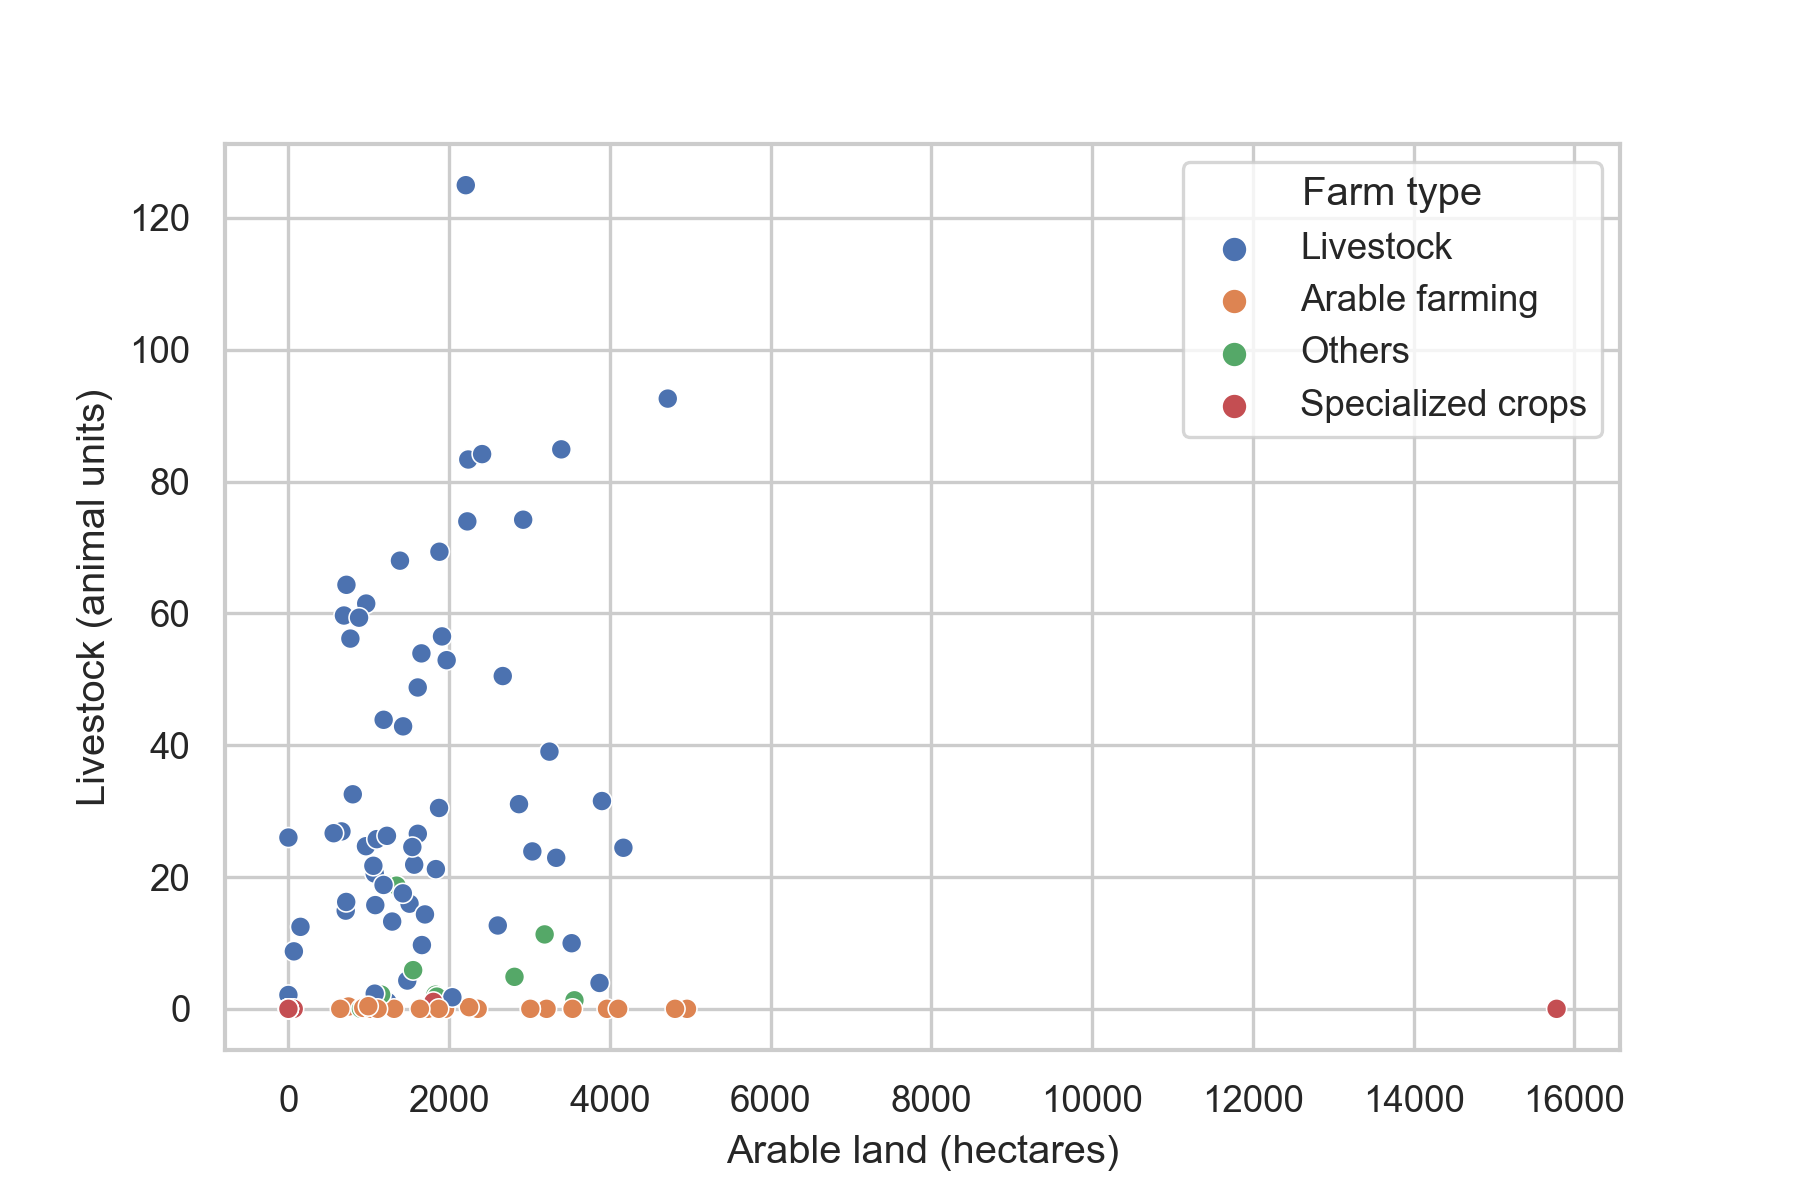 Farm type
Livestock
Arable farming
Others
Specialized crops
120
100
80
60
40
20
0
Livestock (animal units)
0 2000 4000 6000 8000 10000 12000 14000 16000
Arable land (hectares)